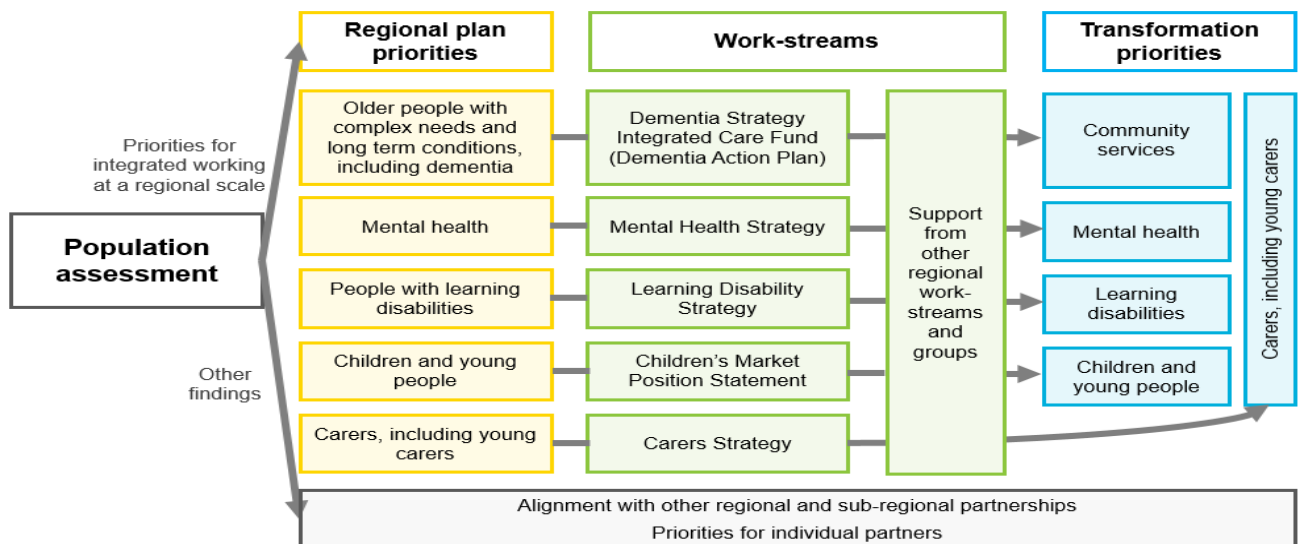 Regional plan
priorities
Work-streams
Transformation
priorities
Priorities for
integrated working
at a regional scale
Population
assessment
Other
findings
Older people with
complex needs and
long term conditions,
including dementia
Dementia Strategy
Integrated Care Fund
(Dementia Action Plan)
Community
services
Mental health
Mental Health Strategy
Mental health
People with learning
disabilities
Learning Disability
Strategy
Learning
disabilities
Children and young
people
Children’s Market
Position Statement
Children and
young people
Carers, including young
carers
Carers Strategy
Support
from
other
regional
work-
streams
and
groups
Carers, including young carers
Alignment with other regional and sub-regional partnerships
Priorities for individual partners